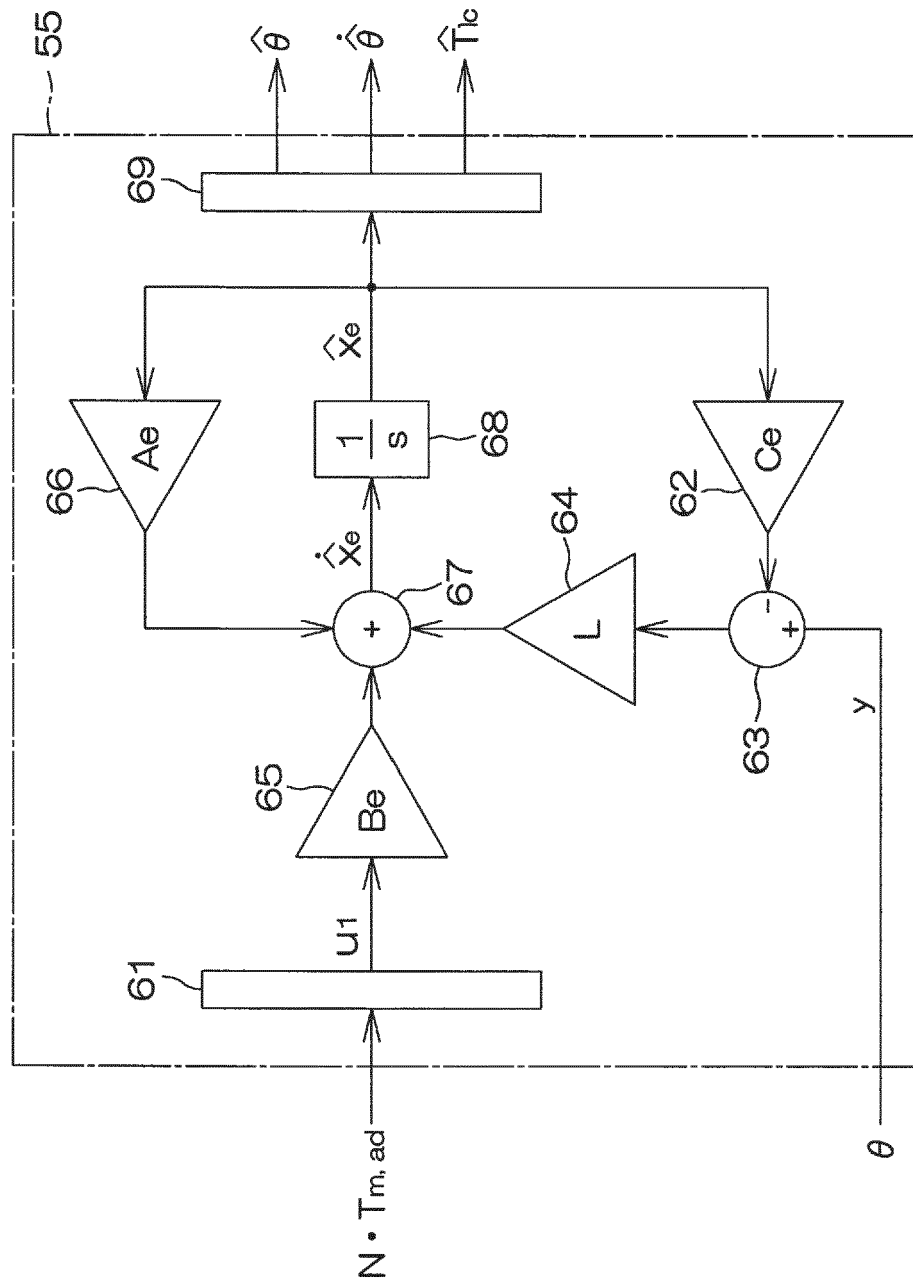 55
θ̂
θ̂̇
T̂lc
69
Ae
66
x̂e
1
s
68
x̂̇e
67
64
L
Ce
62
-
+
+
63
y
65
Be
u1
61
N・Tm, ad
θ